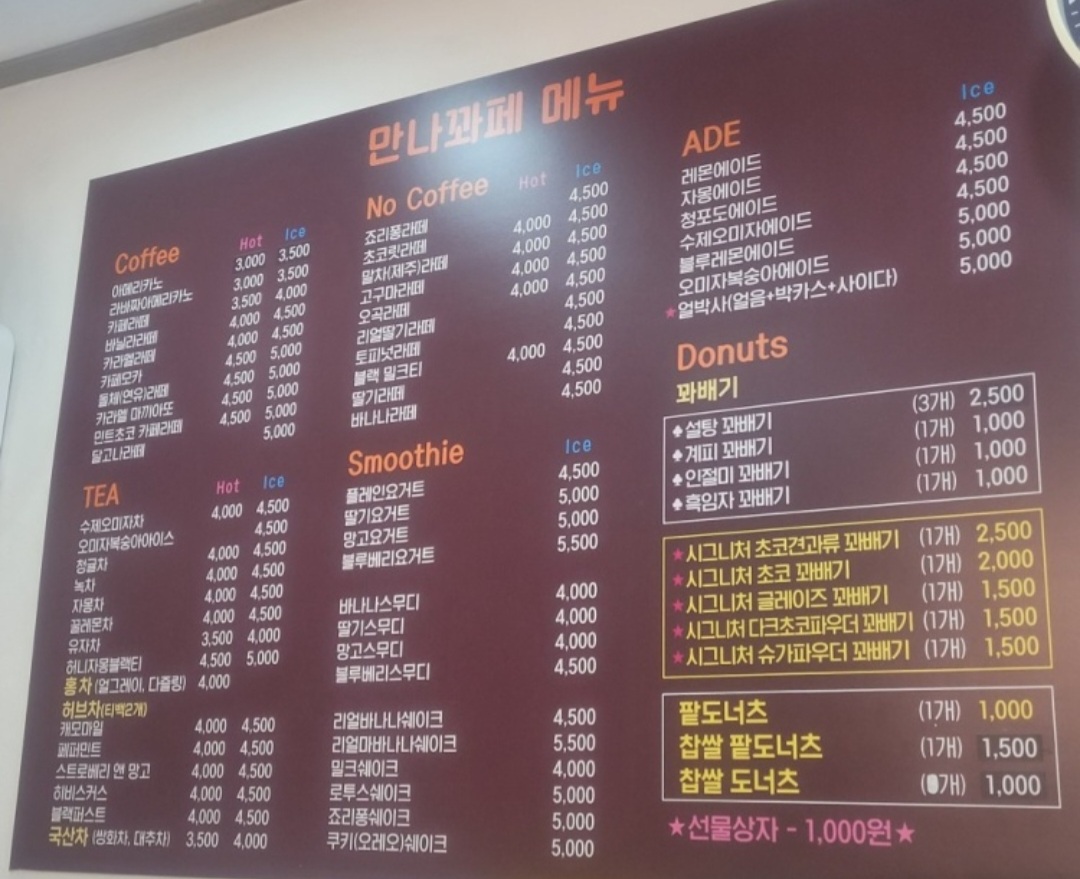 만나꽈페 메뉴
Coffee Hot Ice
아메리카노 3,000 3,500
라바짜아메리카노 3,000 3,500
카페라떼 3,500 4,000
바닐라라떼 4,000 4,500
카라멜라떼 4,000 4,500
카페모카 4,500 5,000
돌체(연유)라떼 4,500 5,000
카라멜 마끼아또 4,500 5,000
민트초코 카페라떼 4,500 5,000
달고나라떼 5,000
TEA Hot Ice
수제오미자차 4,000 4,500
오미자복숭아아이스 4,500
청귤차 4,000 4,500
녹차 4,000 4,500
자몽차 4,000 4,500
꿀레몬차 4,000 4,500
유자차 3,500 4,000
허니자몽블랙티 4,500 5,000
홍차 (얼그레이, 다즐링) 4,000
허브차(티백2개)
캐모마일 4,000 4,500
페퍼민트 4,000 4,500
스트로베리 앤 망고 4,000 4,500
히비스커스 4,000 4,500
블랙퍼스트 4,000 4,500
국산차 (쌍화차, 대추차) 3,500 4,000
No Coffee Hot Ice
죠리퐁라떼 4,500
초코릿라떼 4,000 4,500
말차(제주)라떼 4,000 4,500
고구마라떼 4,000 4,500
오곡라떼 4,000 4,500
리얼딸기라떼 4,500
토피넛라떼 4,500
블랙 밀크티 4,000 4,500
딸기라떼 4,500
바나나라떼 4,500
Smoothie Ice
플레인요거트 4,500
딸기요거트 5,000
망고요거트 5,000
블루베리요거트 5,500
바나나스무디 4,000
딸기스무디 4,000
망고스무디 4,000
블루베리스무디 4,500
리얼바나나쉐이크 4,500
리얼마바나나쉐이크 5,500
밀크쉐이크 4,000
로투스쉐이크 5,000
죠리퐁쉐이크 5,000
쿠키(오레오)쉐이크 5,000
ADE Ice
레몬에이드 4,500
자몽에이드 4,500
청포도에이드 4,500
수제오미자에이드 4,500
블루레몬에이드 5,000
오미자복숭아에이드 5,000
★얼박사(얼음+박카스+사이다) 5,000
Donuts
꽈배기
♠설탕 꽈배기 (3개) 2,500
♠계피 꽈배기 (1개) 1,000
♠인절미 꽈배기 (1개) 1,000
♠흑임자 꽈배기 (1개) 1,000
★시그니처 초코견과류 꽈배기 (1개) 2,500
★시그니처 초코 꽈배기 (1개) 2,000
★시그니처 글레이즈 꽈배기 (1개) 1,500
★시그니처 다크초코파우더 꽈배기 (1개) 1,500
★시그니처 슈가파우더 꽈배기 (1개) 1,500
팥도너츠 (1개) 1,000
찹쌀 팥도너츠 (1개) 1,500
찹쌀 도너츠 1,000
★선물상자 - 1,000원★